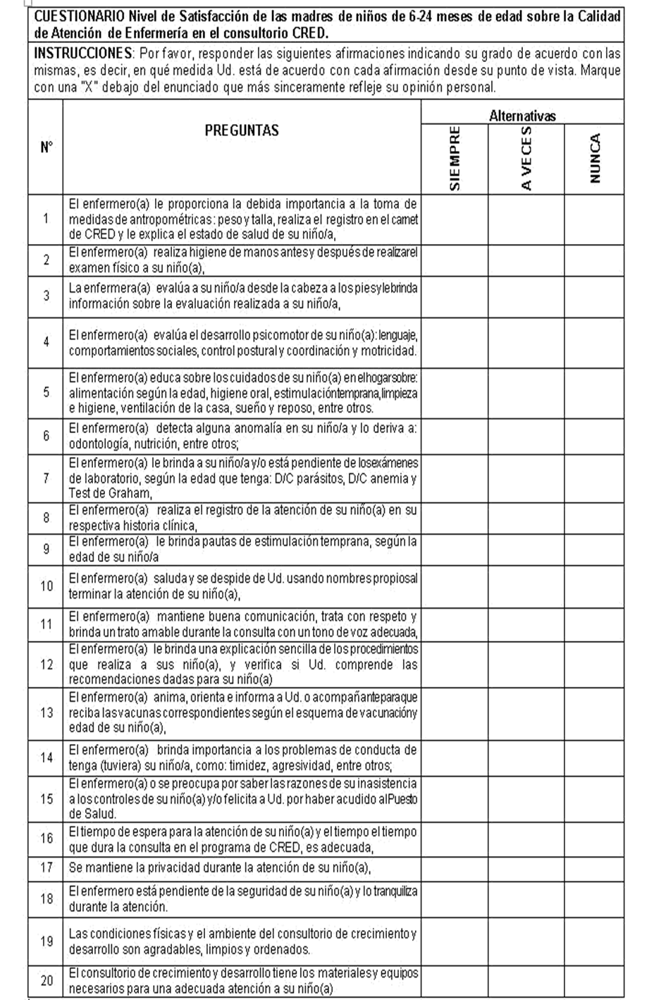 CUESTIONARIO Nivel de Satisfacción de las madres de niños de 6-24 meses de edad sobre la Calidad
de Atención de Enfermería en el consultorio CRED.
INSTRUCCIONES: Por favor, responder las siguientes afirmaciones indicando su grado de acuerdo con las
mismas, es decir, en qué medida Ud. está de acuerdo con cada afirmación desde su punto de vista. Marque
con una "X" debajo del enunciado que más sinceramente refleje su opinión personal.
N°
PREGUNTAS
Alternativas
SIEMPRE
A VECES
NUNCA
1
El enfermero(a) le proporciona la debida importancia a la toma de
medidas de antropométricas: peso y talla, realiza el registro en el carnet
de CRED y le explica el estado de salud de su niño/a,
2
El enfermero(a) realiza higiene de manos antes y después de realizarel
examen físico a su niño(a),
3
La enfermera(a) evalúa a su niño/a desde la cabeza a los piesylebrinda
información sobre la evaluación realizada a su niño/a,
4
El enfermero(a) evalúa el desarrollo psicomotor de su niño(a): lenguaje,
comportamientos sociales, control postural y coordinación y motricidad.
5
El enfermero(a) educa sobre los cuidados de su niño(a) en elhogarsobre:
alimentación según la edad, higiene oral, estimulacióntemprana,limpieza
e higiene, ventilación de la casa, sueño y reposo, entre otros.
6
El enfermero(a) detecta alguna anomalía en su niño/a y lo deriva a:
odontología, nutrición, entre otros;
7
El enfermero(a) le brinda a su niño/a y/o está pendiente de losexámenes
de laboratorio, según la edad que tenga: D/C parásitos, D/C anemia y
Test de Graham,
8
El enfermero(a) realiza el registro de la atención de su niño(a) en su
respectiva historia clínica,
9
El enfermero(a) le brinda pautas de estimulación temprana, según la
edad de su niño/a
10
El enfermero(a) saluda y se despide de Ud. usando nombres propiosal
terminar la atención de su niño(a),
11
El enfermero(a) mantiene buena comunicación, trata con respeto y
brinda un trato amable durante la consulta con un tono de voz adecuada,
12
El enfermero(a) le brinda una explicación sencilla de los procedimientos
que realiza a sus niño(a), y verifica si Ud. comprende las
recomendaciones dadas para su niño(a)
13
El enfermero(a) anima, orienta e informa a Ud. o acompañanteparaque
reciba las vacunas correspondientes según el esquema de vacunacióny
edad de su niño(a),
14
El enfermero(a) brinda importancia a los problemas de conducta de
tenga (tuviera) su niño/a, como: timidez, agresividad, entre otros;
15
El enfermero(a) o se preocupa por saber las razones de su inasistencia
a los controles de su niño(a) y/o felicita a Ud. por haber acudido alPuesto
de Salud.
16
El tiempo de espera para la atención de su niño(a) y el tiempo el tiempo
que dura la consulta en el programa de CRED, es adecuada,
17
Se mantiene la privacidad durante la atención de su niño(a),
18
El enfermero está pendiente de la seguridad de su niño(a) y lo tranquiliza
durante la atención.
19
Las condiciones físicas y el ambiente del consultorio de crecimiento y
desarrollo son agradables, limpios y ordenados.
20
El consultorio de crecimiento y desarrollo tiene los materiales y equipos
necesarios para una adecuada atención a su niño(a)